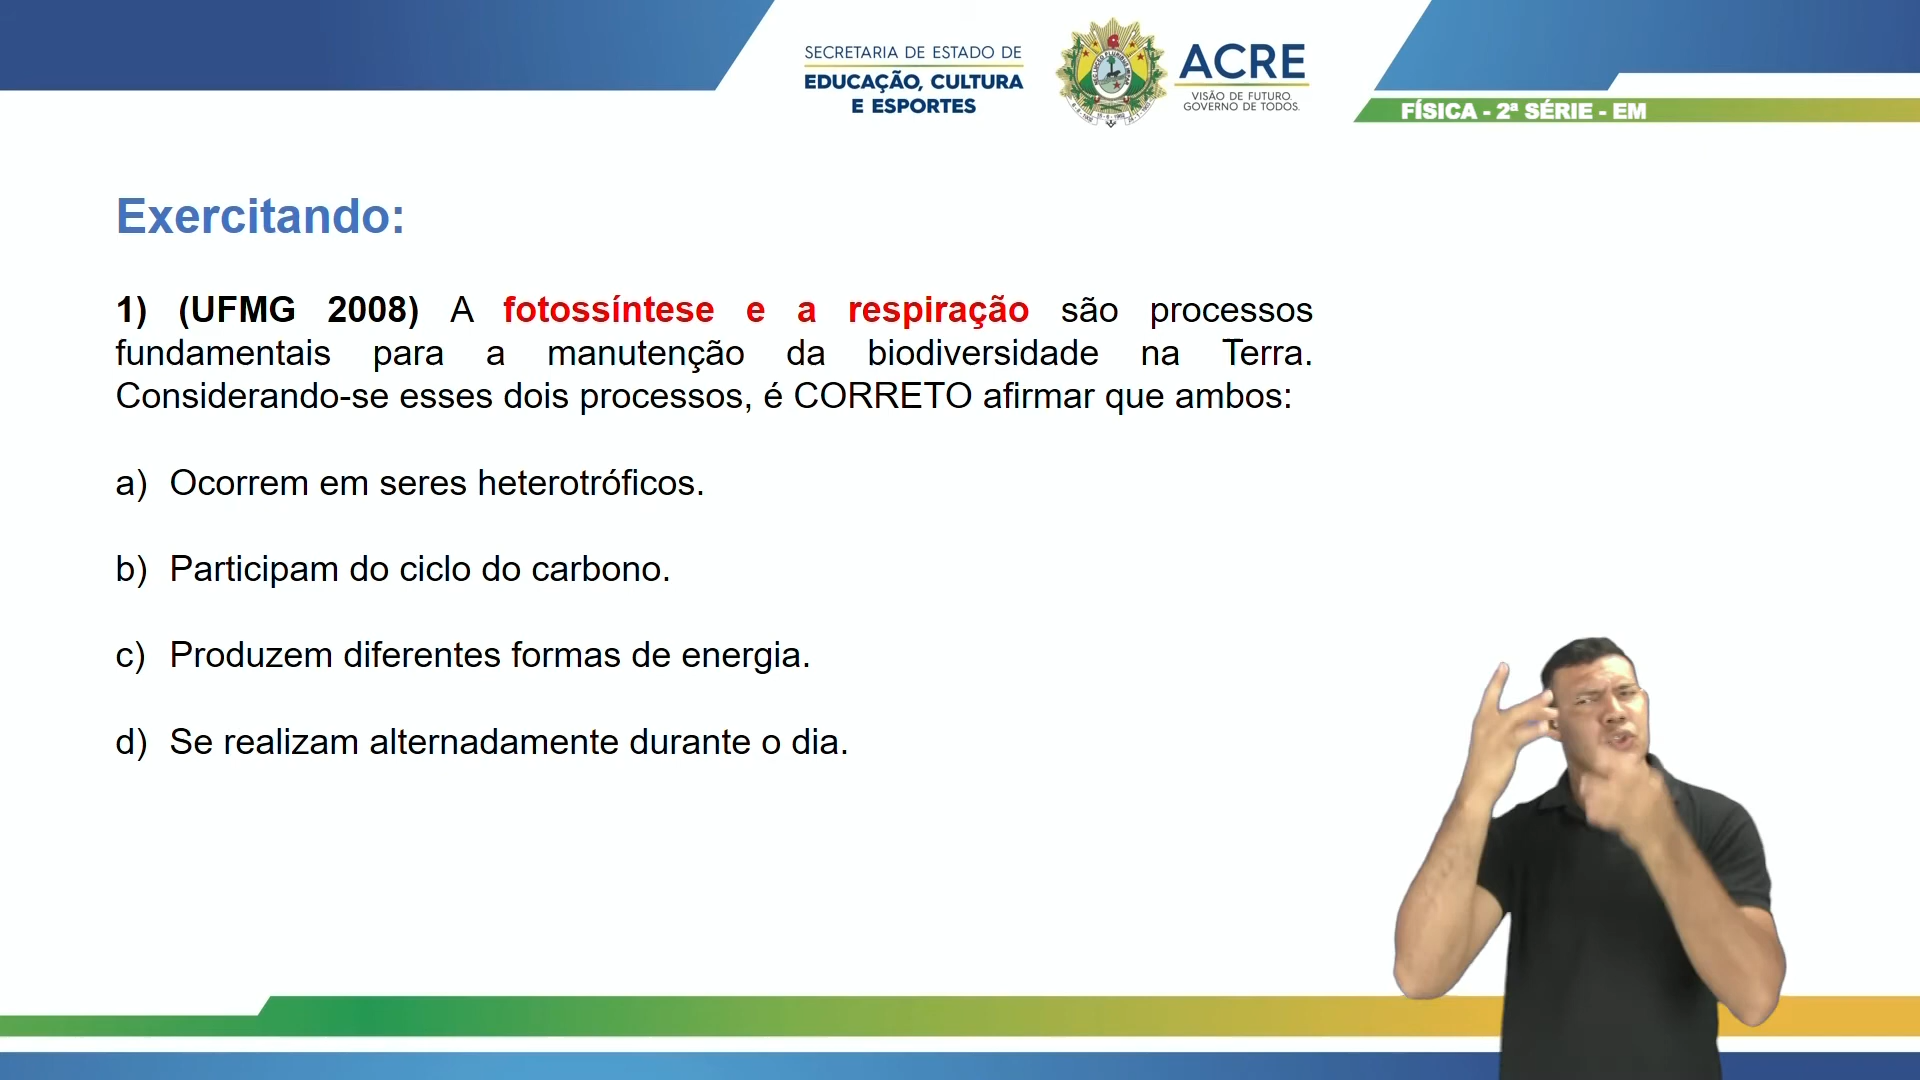 SECRETARIA DE ESTADO DE
EDUCAÇÃO, CULTURA
E ESPORTES
ACRE
VISÃO DE FUTURO.
GOVERNO DE TODOS.
FÍSICA - 2ª SÉRIE - EM
Exercitando:
1) (UFMG 2008) A fotossíntese e a respiração são processos
fundamentais para a manutenção da biodiversidade na Terra.
Considerando-se esses dois processos, é CORRETO afirmar que ambos:
a) Ocorrem em seres heterotróficos.
b) Participam do ciclo do carbono.
c) Produzem diferentes formas de energia.
d) Se realizam alternadamente durante o dia.